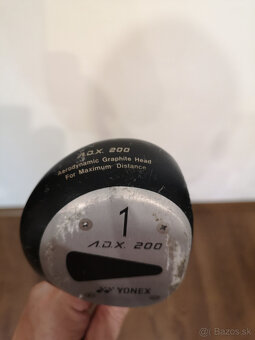 A.D.X. 200
Aerodynamic Graphite Head
For Maximum Distance
1
A.D.X. 200
YONEX
Bazos.sk